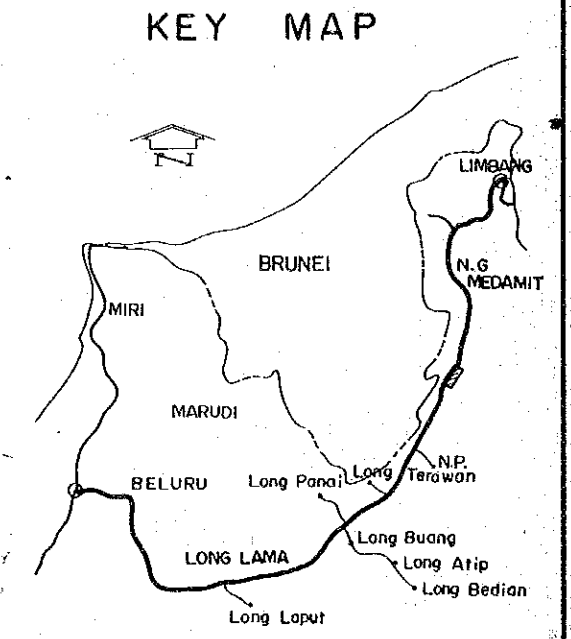 KEY MAP
N
LIMBANG
BRUNEI
N.G
MEDAMIT
MIRI
MARUDI
N.P.
Terawan
Long
Long Panai
BELURU
Long Buang
LONG LAMA
Long Atip
Long Bedian
Long Laput